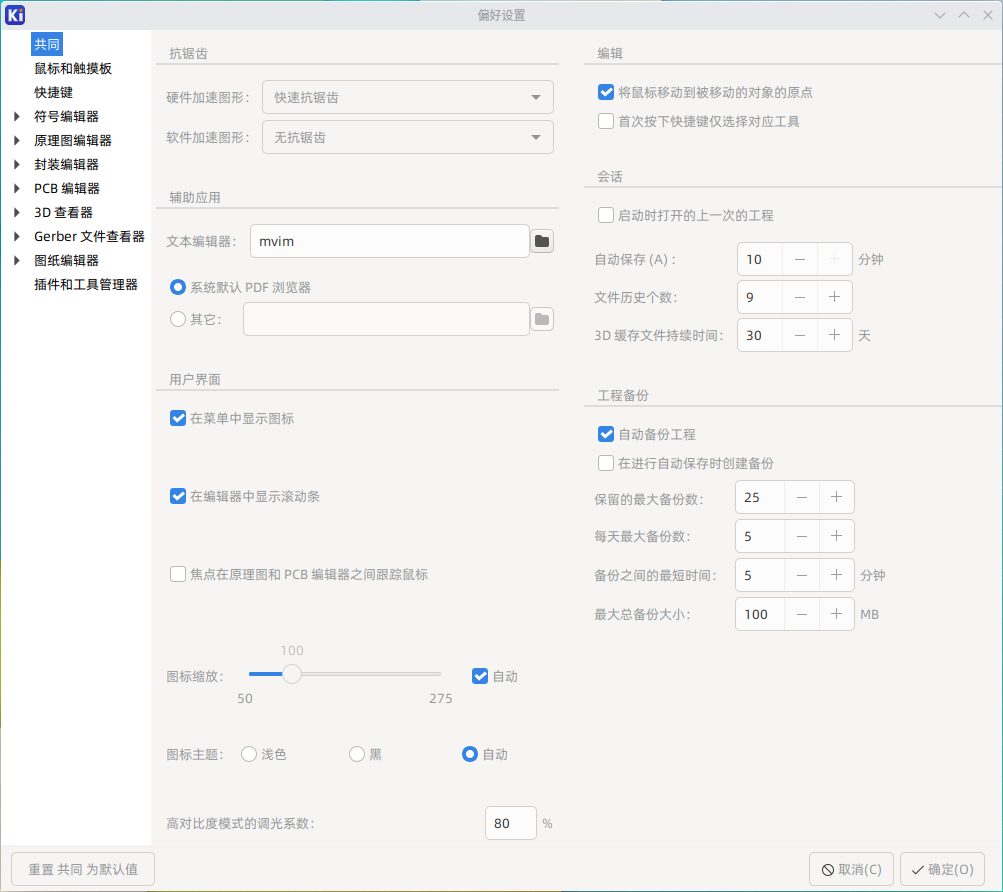 Ki
偏好设置
共同
鼠标和触摸板
快捷键
符号编辑器
原理图编辑器
封装编辑器
PCB 编辑器
3D 查看器
Gerber 文件查看器
图纸编辑器
插件和工具管理器
抗锯齿
硬件加速图形：
快速抗锯齿
软件加速图形：
无抗锯齿
辅助应用
文本编辑器：
mvim
系统默认 PDF 浏览器
其它：
用户界面
在菜单中显示图标
在编辑器中显示滚动条
焦点在原理图和 PCB 编辑器之间跟踪鼠标
100
图标缩放：
自动
50 275
图标主题：
浅色
黑
自动
高对比度模式的调光系数：
80 %
编辑
将鼠标移动到被移动的对象的原点
首次按下快捷键仅选择对应工具
会话
启动时打开的上一次的工程
自动保存 (A)： 10 − + 分钟
文件历史个数： 9 − +
3D 缓存文件持续时间： 30 − + 天
工程备份
自动备份工程
在进行自动保存时创建备份
保留的最大备份数： 25 − +
每天最大备份数： 5 − +
备份之间的最短时间： 5 − + 分钟
最大总备份大小： 100 − + MB
重置 共同 为默认值
取消(C)
确定(O)